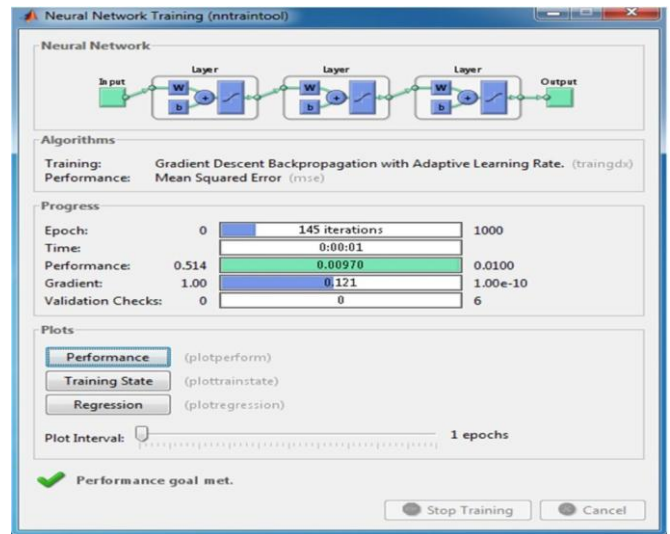 Neural Network Training (nntraintool)
Neural Network
Layer Layer Layer
Input Output
W W W
b b b
Algorithms
Training: Gradient Descent Backpropagation with Adaptive Learning Rate. (traingdx)
Performance: Mean Squared Error (mse)
Progress
Epoch: 0 145 iterations 1000
Time: 0:00:01
Performance: 0.514 0.00970 0.0100
Gradient: 1.00 0.121 1.00e-10
Validation Checks: 0 0 6
Plots
Performance (plotperform)
Training State (plottrainstate)
Regression (plotregression)
Plot Interval: 1 epochs
Performance goal met.
Stop Training Cancel